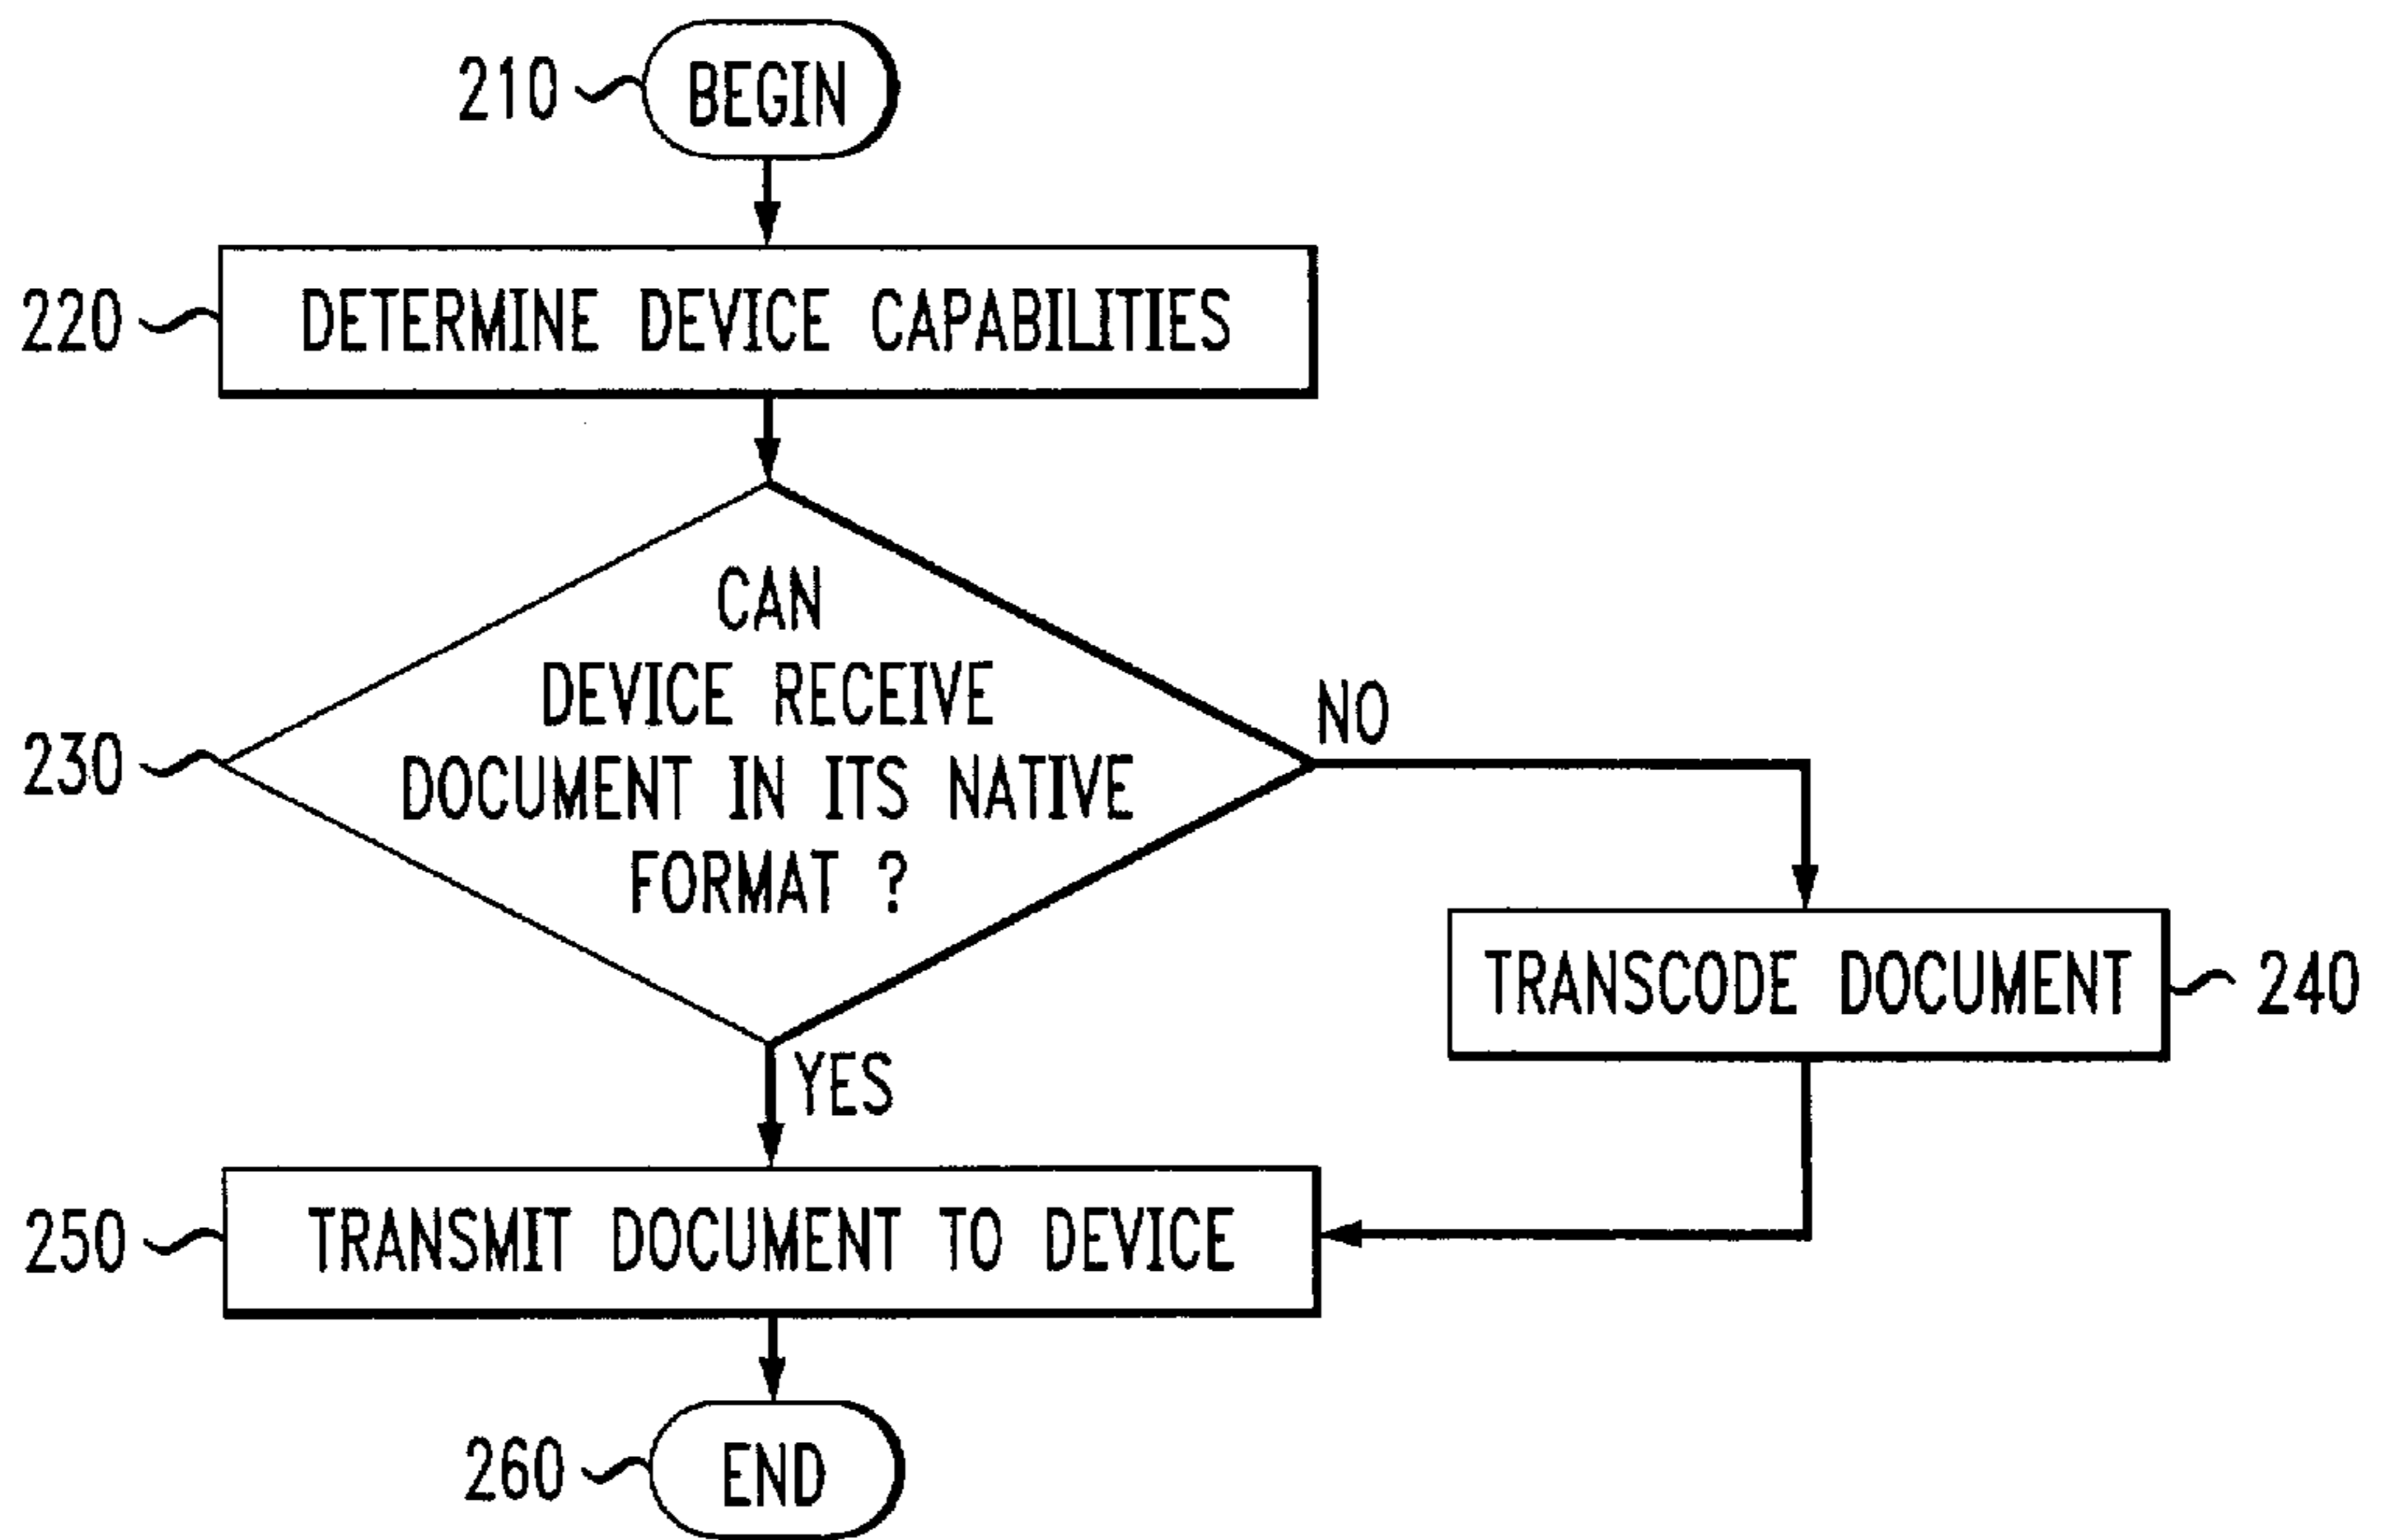 210
BEGIN
220
DETERMINE DEVICE CAPABILITIES
230
CAN
DEVICE RECEIVE
DOCUMENT IN ITS NATIVE
FORMAT ?
NO
TRANSCODE DOCUMENT
240
YES
250
TRANSMIT DOCUMENT TO DEVICE
260
END